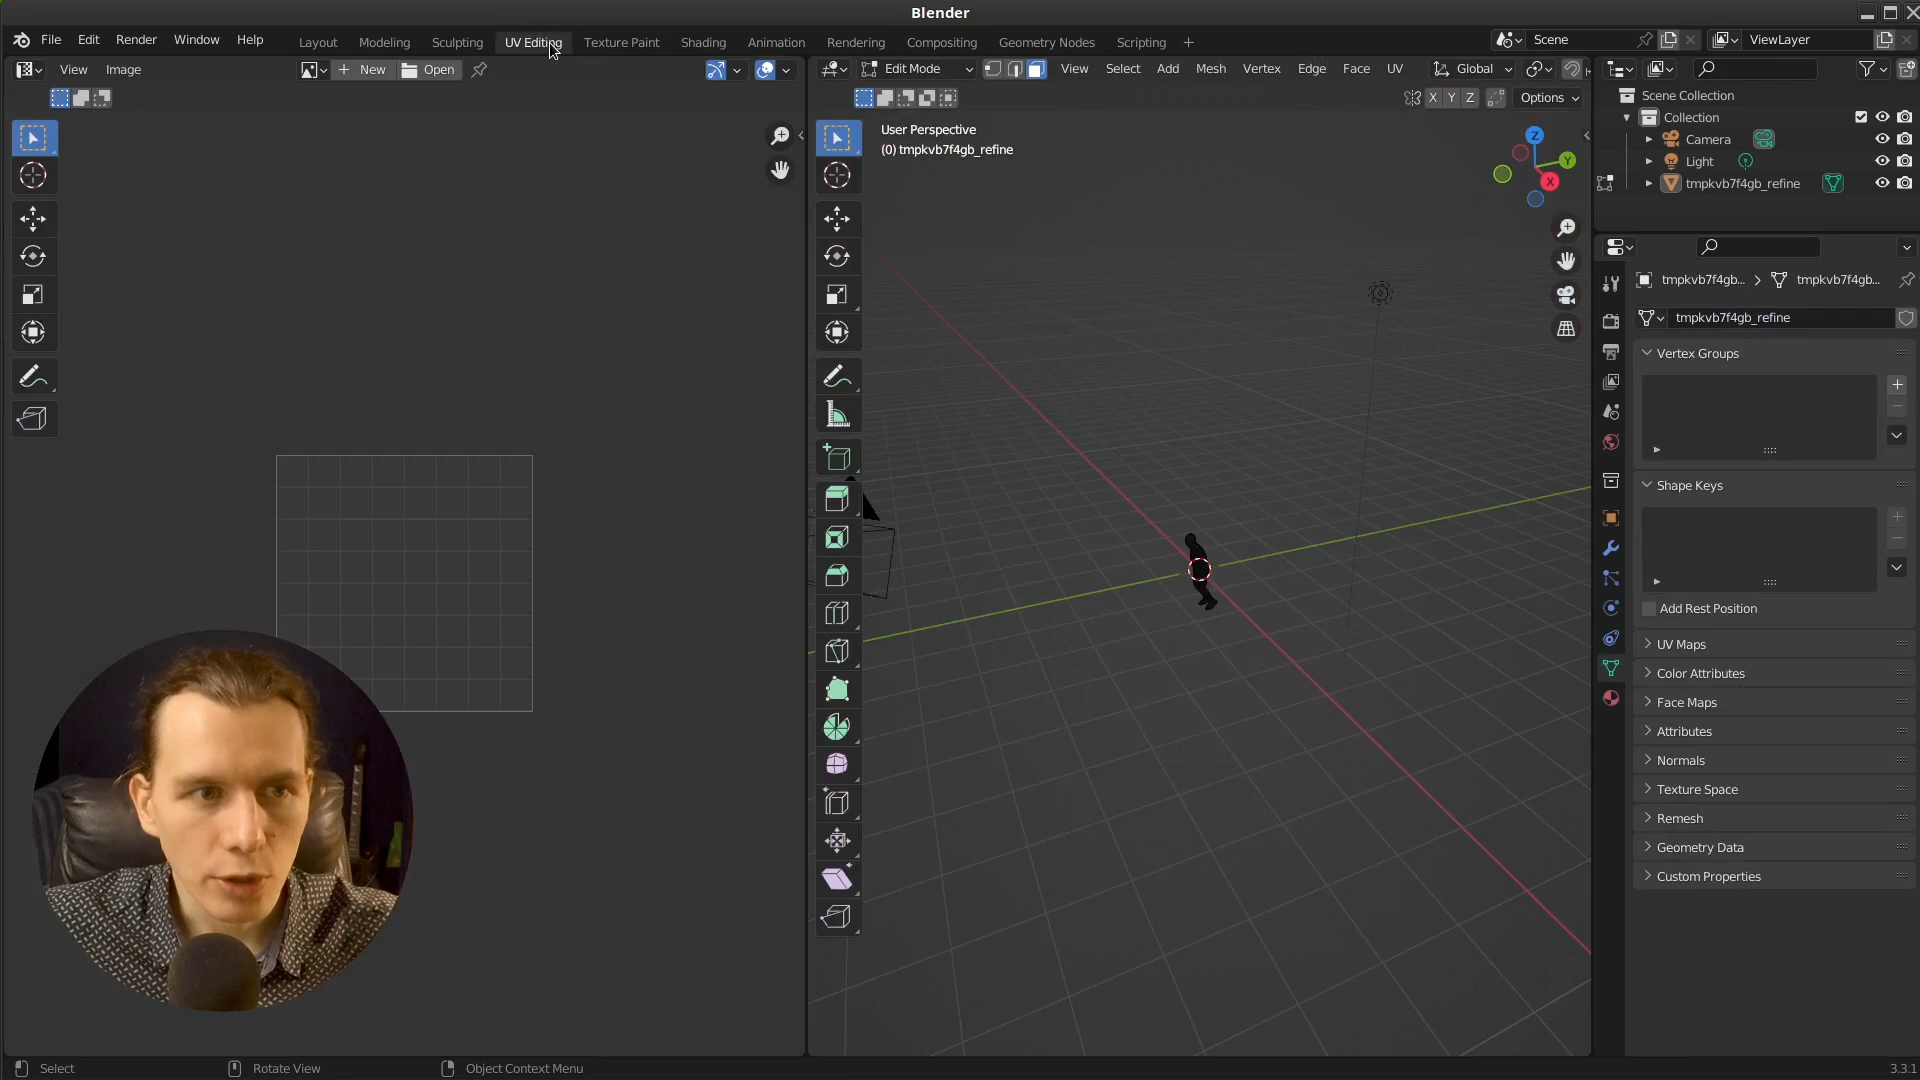 Blender
File Edit Render Window Help
Layout Modeling Sculpting UV Editing Texture Paint Shading Animation Rendering Compositing Geometry Nodes Scripting +
Scene
ViewLayer
View Image
New Open
Edit Mode View Select Add Mesh Vertex Edge Face UV Global
X Y Z Options
User Perspective
(0) tmpkvb7f4gb_refine
Z
Y
X
Scene Collection
Collection
Camera
Light
tmpkvb7f4gb_refine
tmpkvb7f4gb... > tmpkvb7f4gb...
tmpkvb7f4gb_refine
Vertex Groups
Shape Keys
Add Rest Position
UV Maps
Color Attributes
Face Maps
Attributes
Normals
Texture Space
Remesh
Geometry Data
Custom Properties
Select Rotate View Object Context Menu
3.3.1